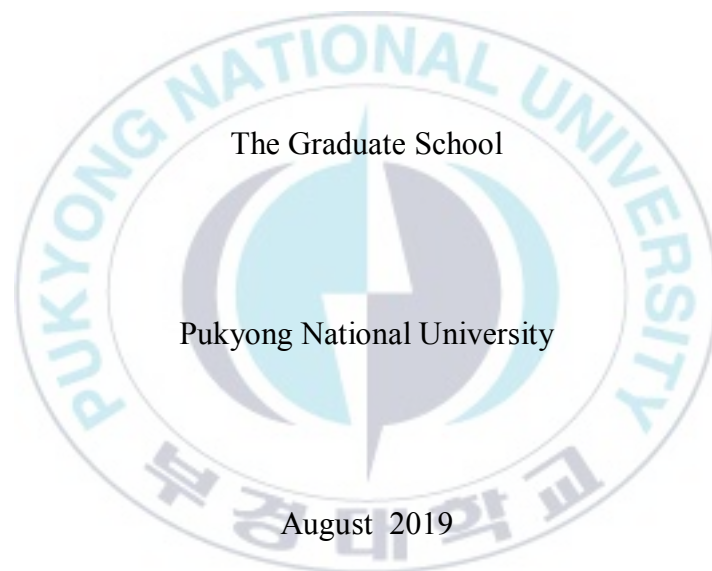 PUKYONG NATIONAL UNIVERSITY
The Graduate School
Pukyong National University
August 2019
부경대학교